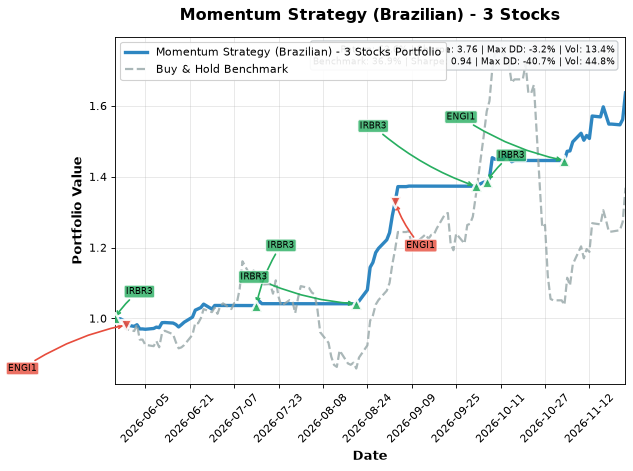 Momentum Strategy (Brazilian) - 3 Stocks
Momentum Strategy (Brazilian) - 3 Stocks Portfolio
Buy & Hold Benchmark
3.76 | Max DD: -3.2% | Vol: 13.4%
Benchmark: 36.9% | Sharpe: 0.94 | Max DD: -40.7% | Vol: 44.8%
Portfolio Value
1.6
1.4
1.2
1.0
IRBR3
ENGI1
IRBR3
ENGI1
IRBR3
IRBR3
IRBR3
ENGI1
2026-06-05
2026-06-21
2026-07-07
2026-07-23
2026-08-08
2026-08-24
2026-09-09
2026-09-25
2026-10-11
2026-10-27
2026-11-12
Date